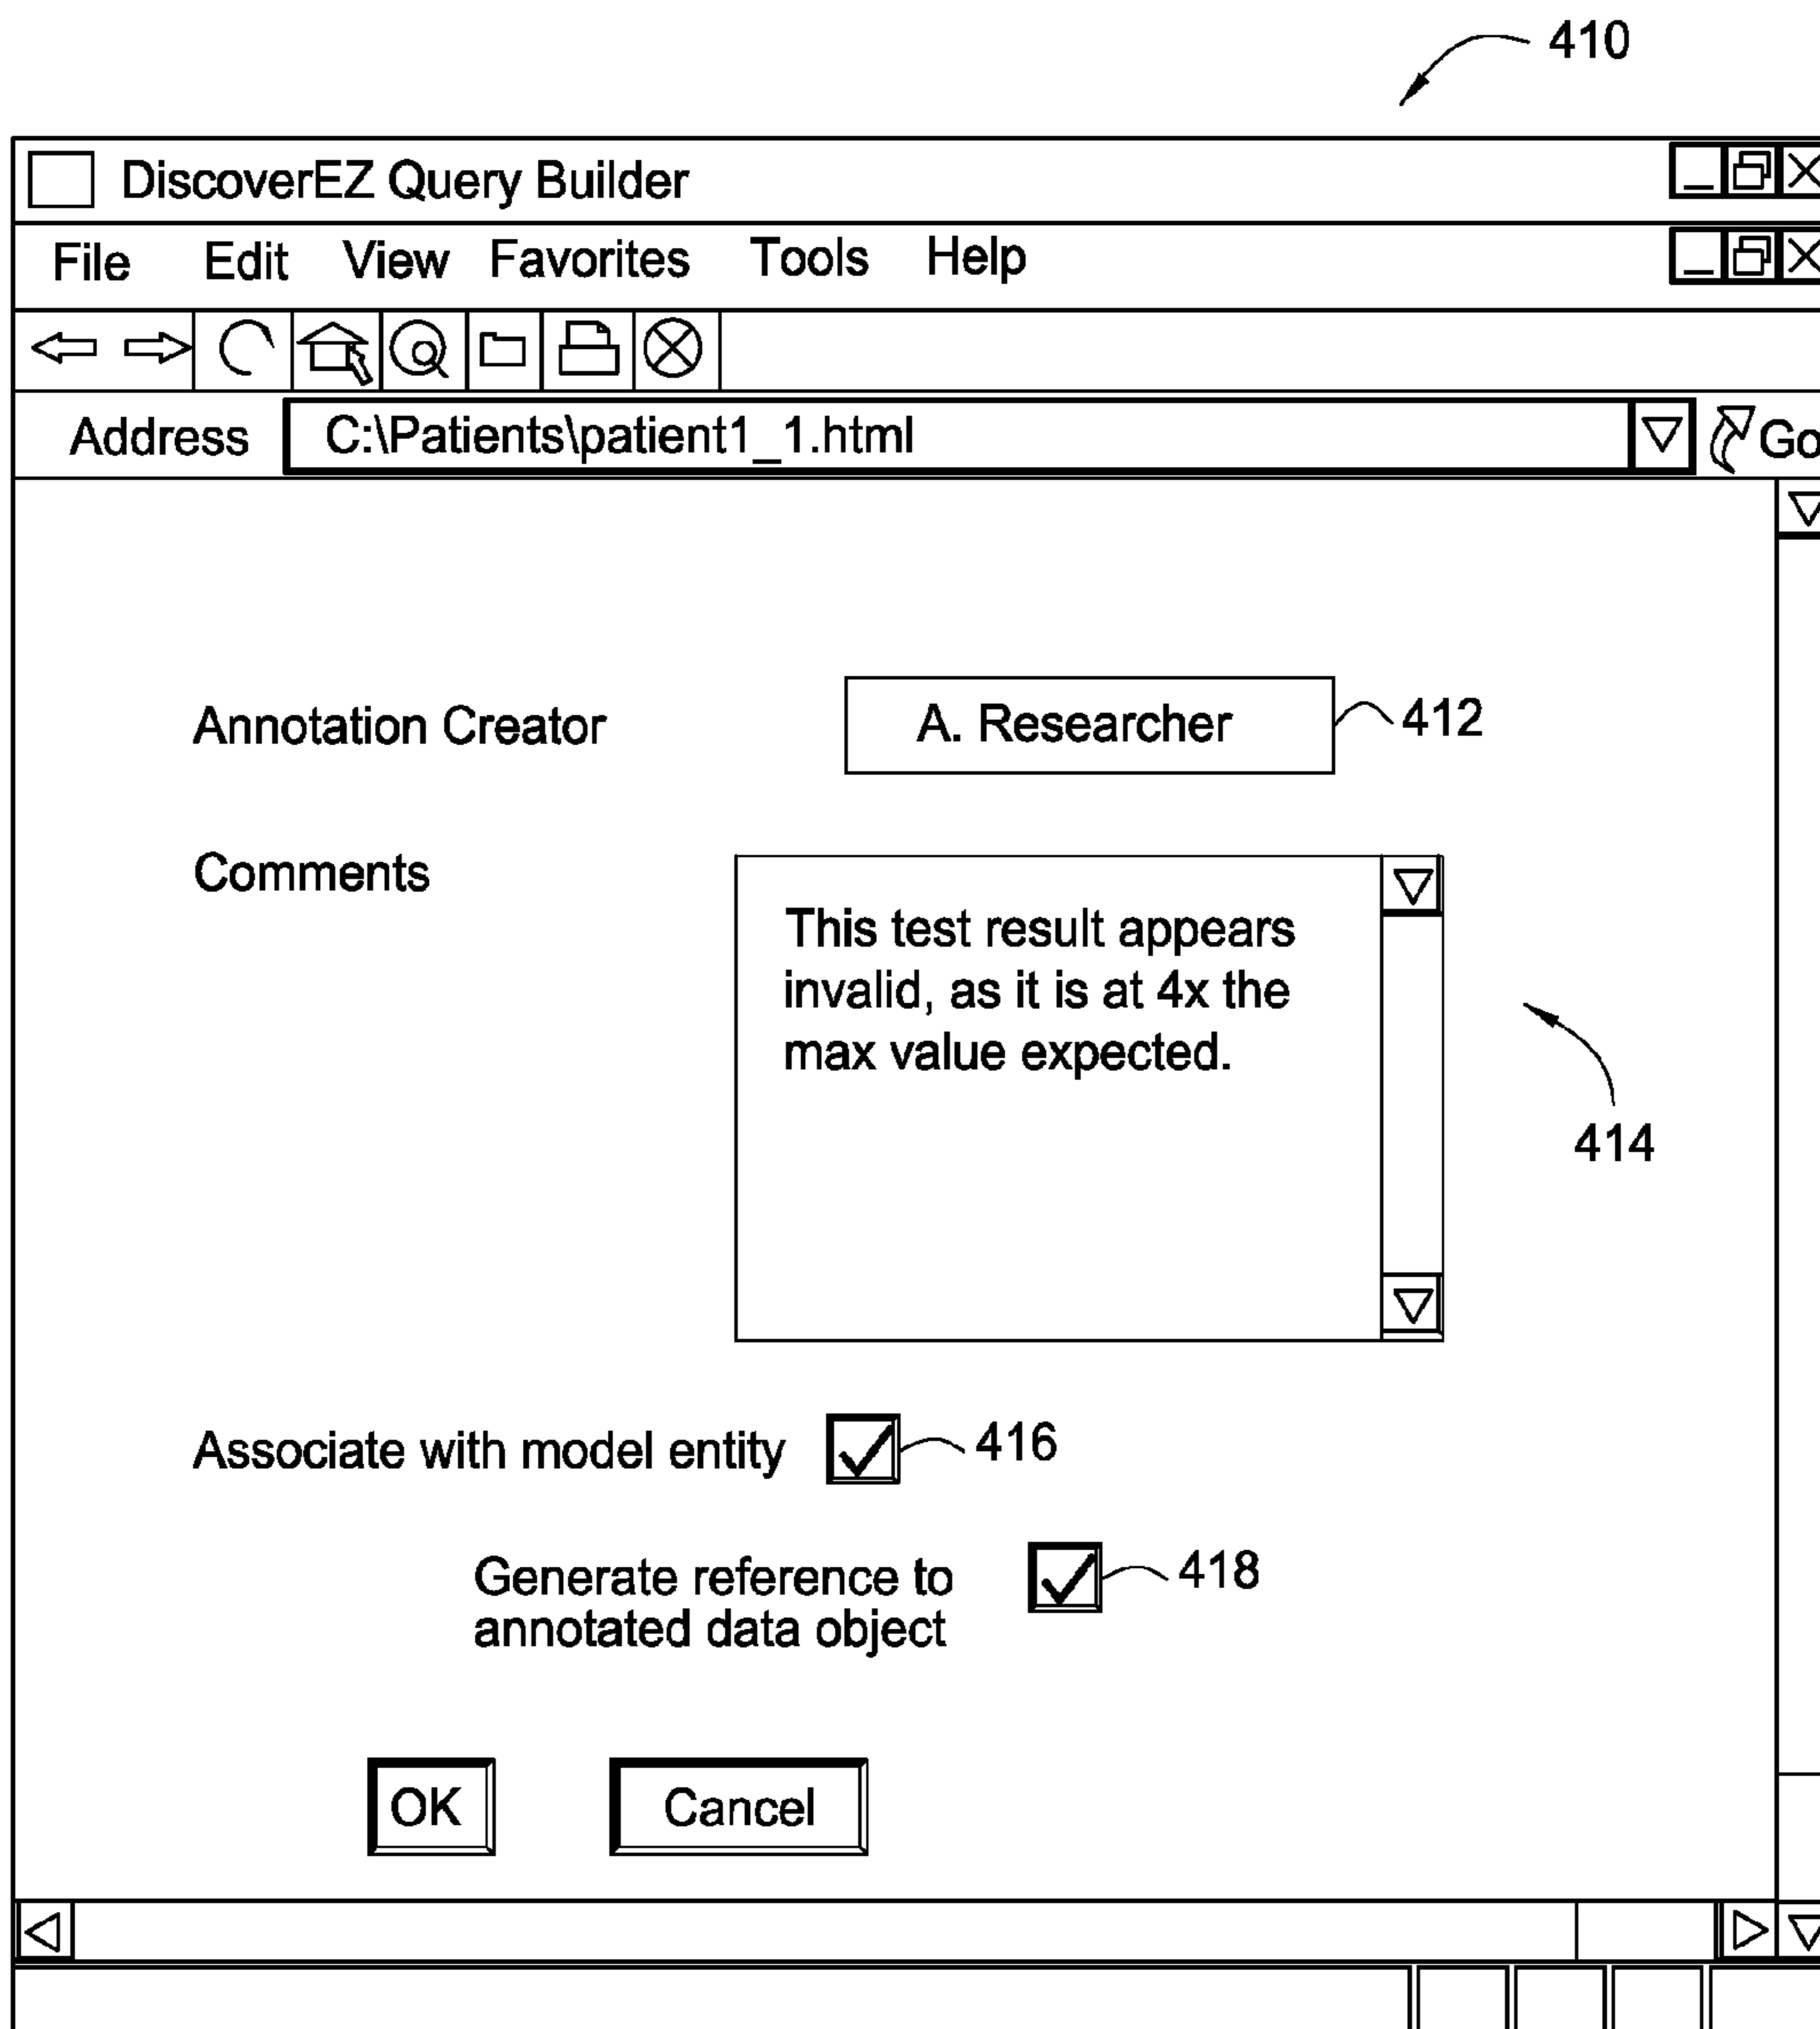 410
DiscoverEZ Query Builder
File Edit View Favorites Tools Help
Address C:\Patients\patient1_1.html Go
Annotation Creator A. Researcher 412
Comments
This test result appears
invalid, as it is at 4x the
max value expected.
414
Associate with model entity 416
Generate reference to 418
annotated data object
OK Cancel